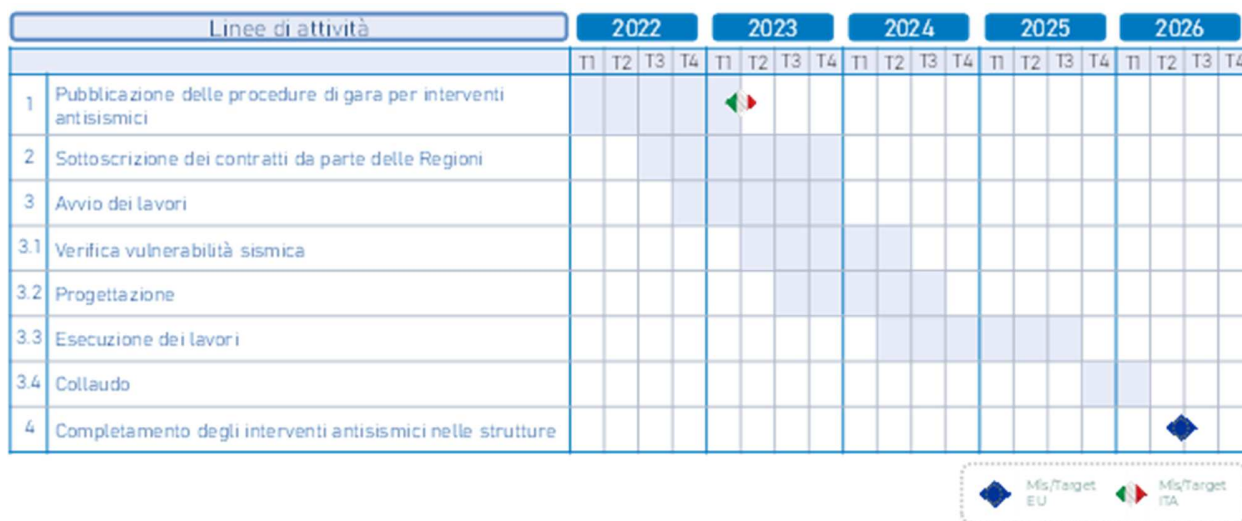 Linee di attività 2022 2023 2024 2025 2026
T1 T2 T3 T4 T1 T2 T3 T4 T1 T2 T3 T4 T1 T2 T3 T4 T1 T2 T3 T4
1 Pubblicazione delle procedure di gara per interventi
antisismici
2 Sottoscrizione dei contratti da parte delle Regioni
3 Avvio dei lavori
3.1 Verifica vulnerabilità sismica
3.2 Progettazione
3.3 Esecuzione dei lavori
3.4 Collaudo
4 Completamento degli interventi antisismici nelle strutture
Mis/Target Mis/Target
EU ITA